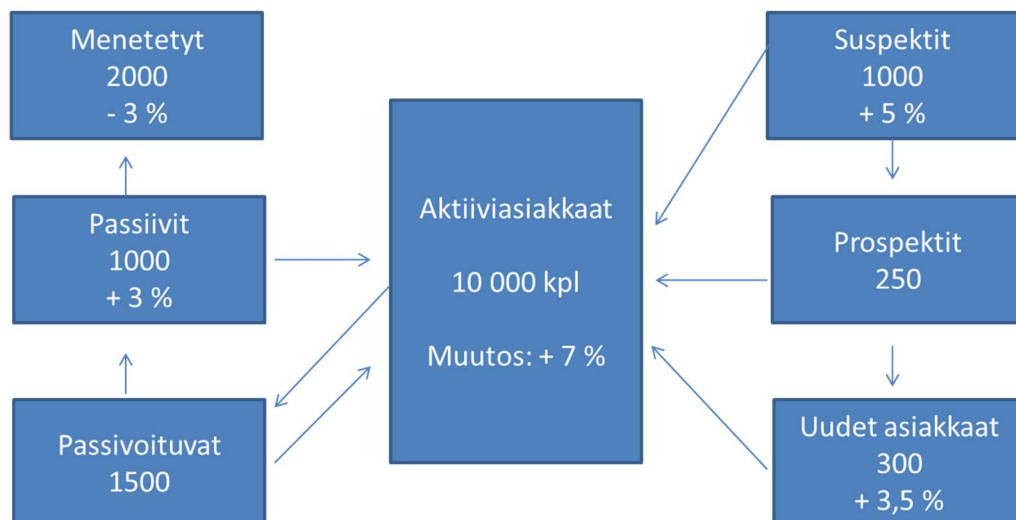 Menetetyt
2000
- 3 %
Passiivit
1000
+ 3 %
Passivoituvat
1500
Aktiiviasiakkaat
10 000 kpl
Muutos: + 7 %
Suspektit
1000
+ 5 %
Prospektit
250
Uudet asiakkaat
300
+ 3,5 %